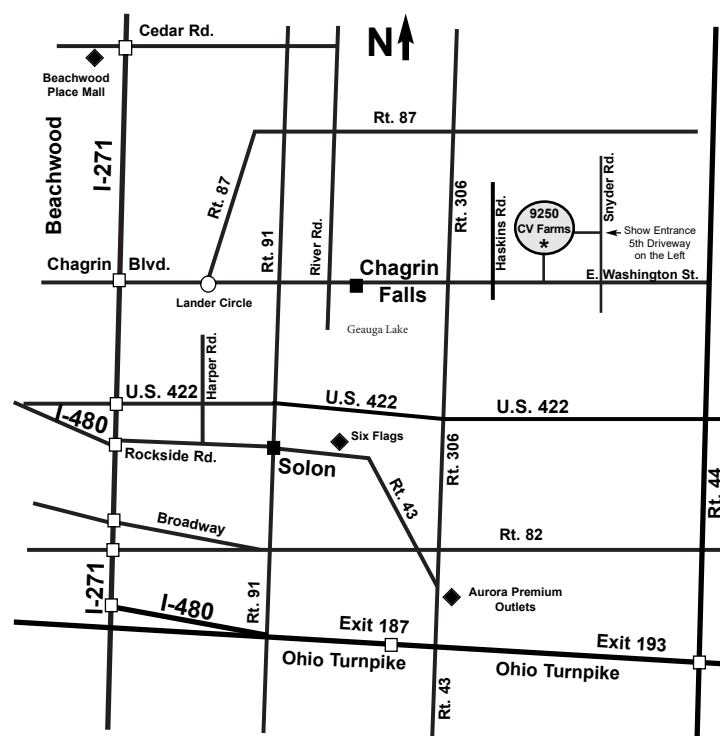 Cedar Rd.
N
Beachwood
Place Mall
Beachwood
I-271
Rt. 87
Rt. 87
Rt. 91
River Rd.
Rt. 306
Haskins Rd.
9250
CV Farms
*
Snyder Rd.
Show Entrance
5th Driveway
on the Left
Chagrin Blvd.
Lander Circle
Chagrin
Falls
E. Washington St.
Geauga Lake
Harper Rd.
U.S. 422
U.S. 422
U.S. 422
I-480
Rockside Rd.
Solon
Six Flags
Rt. 43
Rt. 306
Rt. 44
Broadway
Rt. 82
I-271
I-480
Rt. 91
Aurora Premium
Outlets
Exit 187
Ohio Turnpike
Exit 193
Ohio Turnpike
Rt. 43